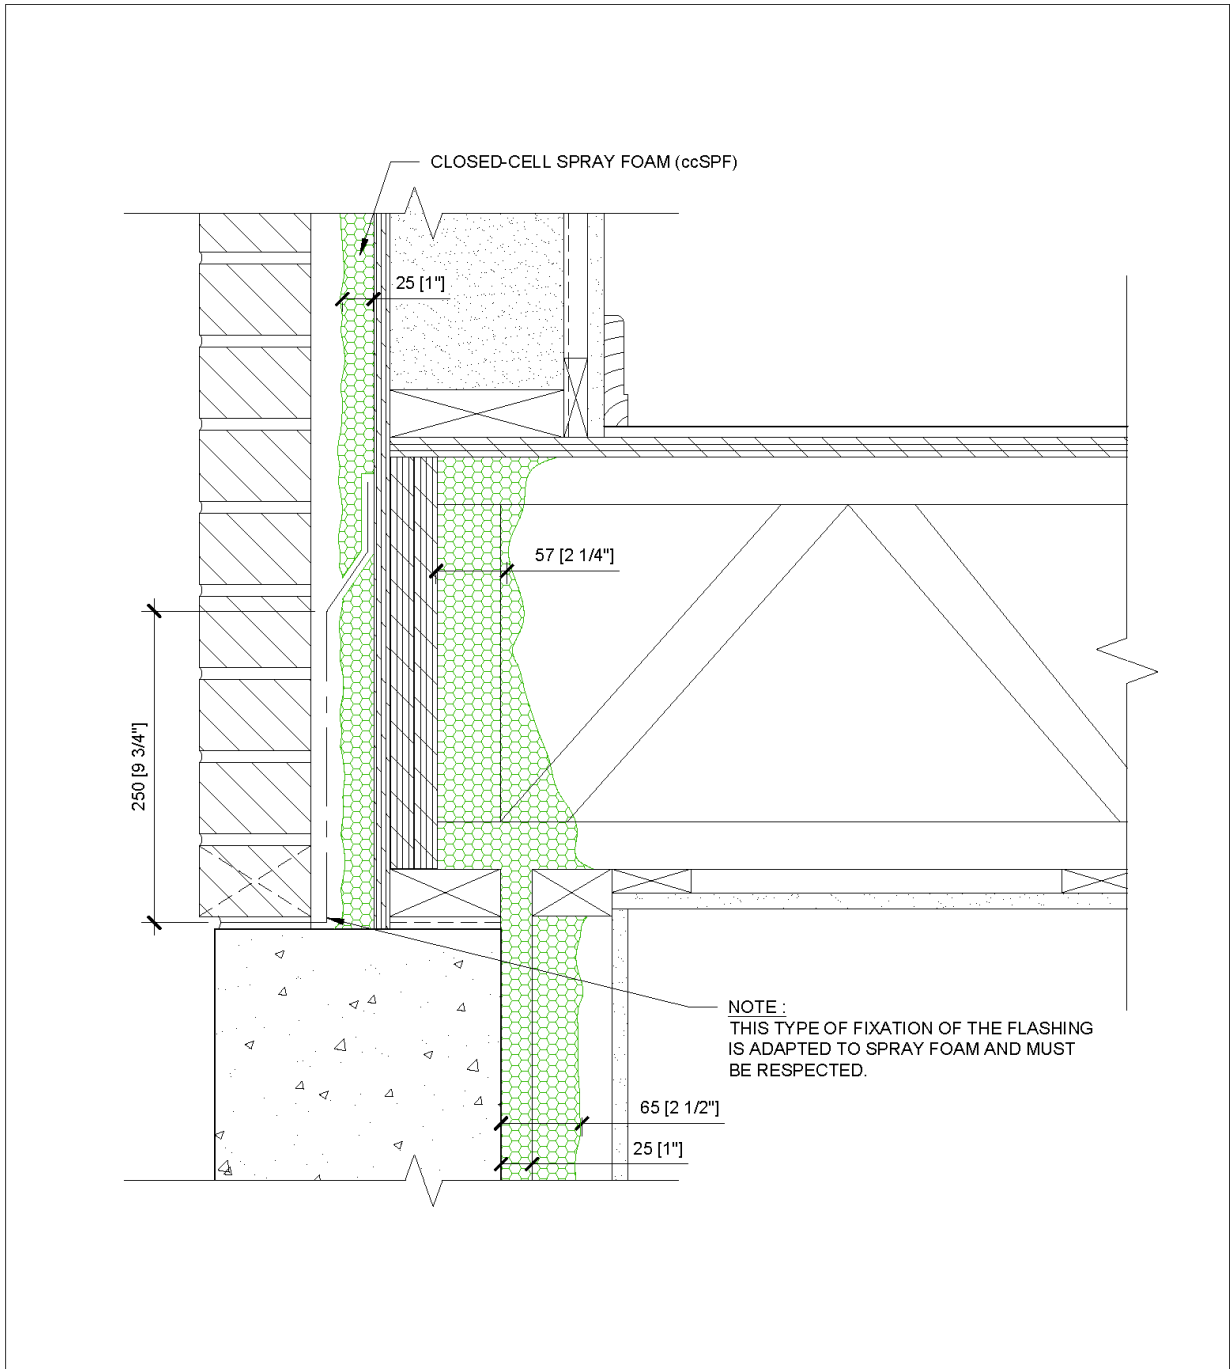 CLOSED-CELL SPRAY FOAM (ccSPF)
25 [1"]
57 [2 1/4"]
250 [9 3/4"]
NOTE :
THIS TYPE OF FIXATION OF THE FLASHING
IS ADAPTED TO SPRAY FOAM AND MUST
BE RESPECTED.
65 [2 1/2"]
25 [1"]